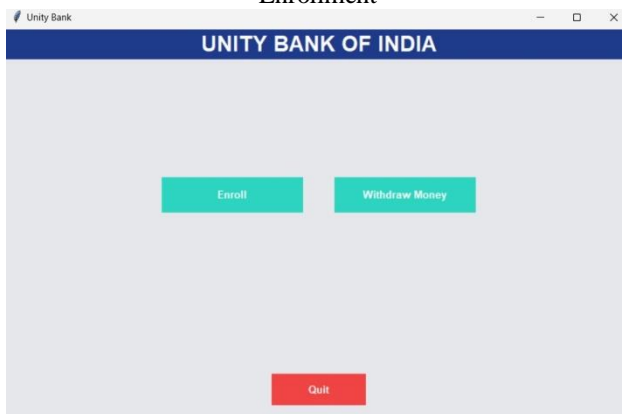 Enrollment
Unity Bank
UNITY BANK OF INDIA
Enroll
Withdraw Money
Quit